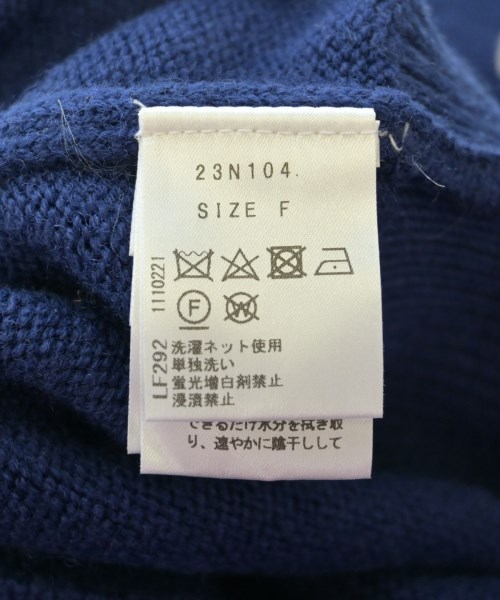 23N104.
SIZE F
F
W
洗濯ネット使用
単独洗い
蛍光増白剤禁止
浸漬禁止
LF292 1110221
できるだけ水分を拭き取
り、速やかに陰干しして